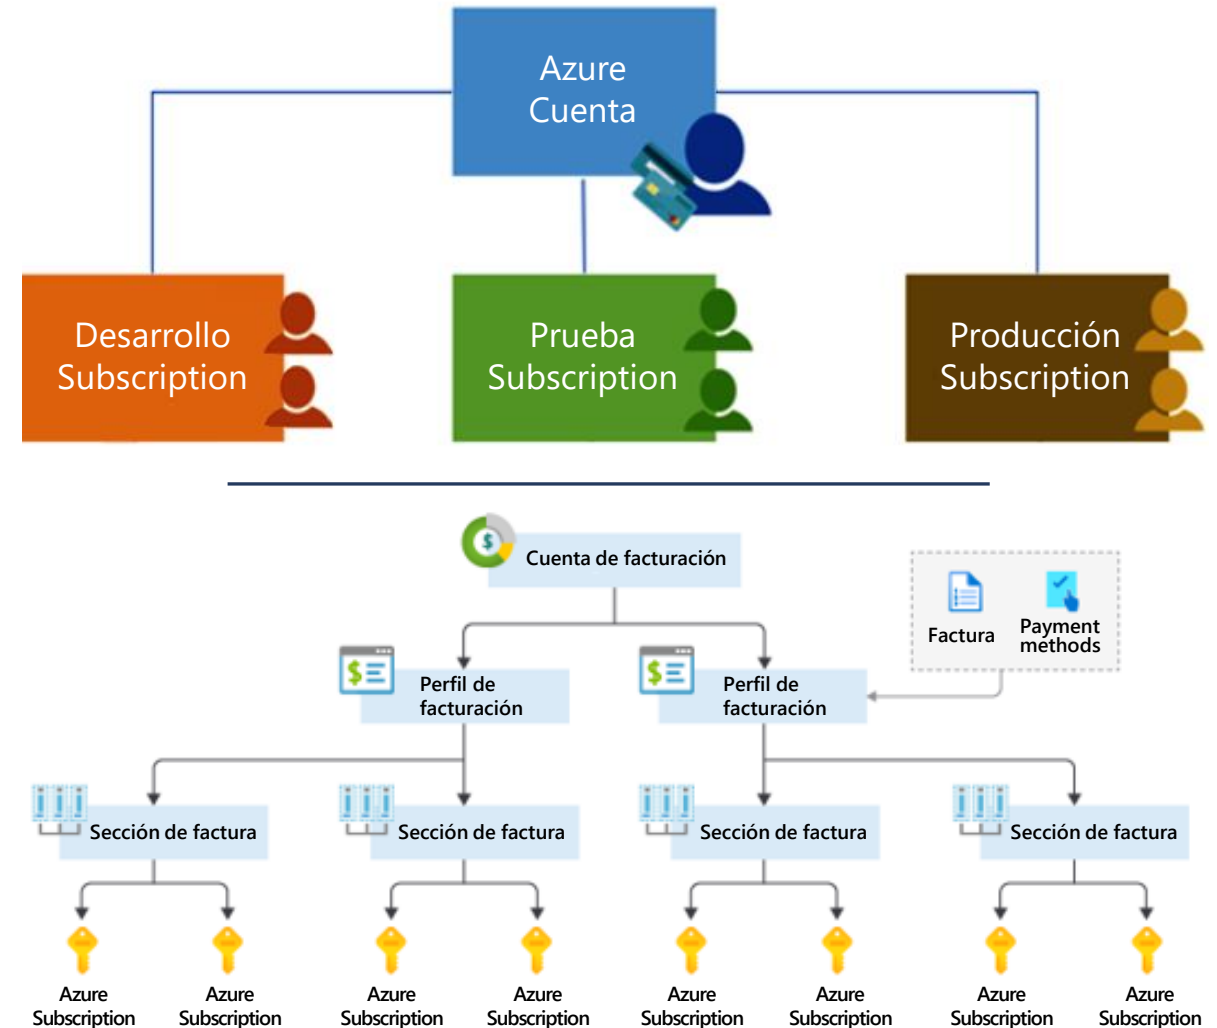 Azure
Cuenta
Desarrollo
Subscription
Prueba
Subscription
Producción
Subscription
Cuenta de facturación
Factura
Payment
methods
Perfil de
facturación
Perfil de
facturación
Sección de factura
Sección de factura
Sección de factura
Sección de factura
Azure
Subscription
Azure
Subscription
Azure
Subscription
Azure
Subscription
Azure
Subscription
Azure
Subscription
Azure
Subscription
Azure
Subscription